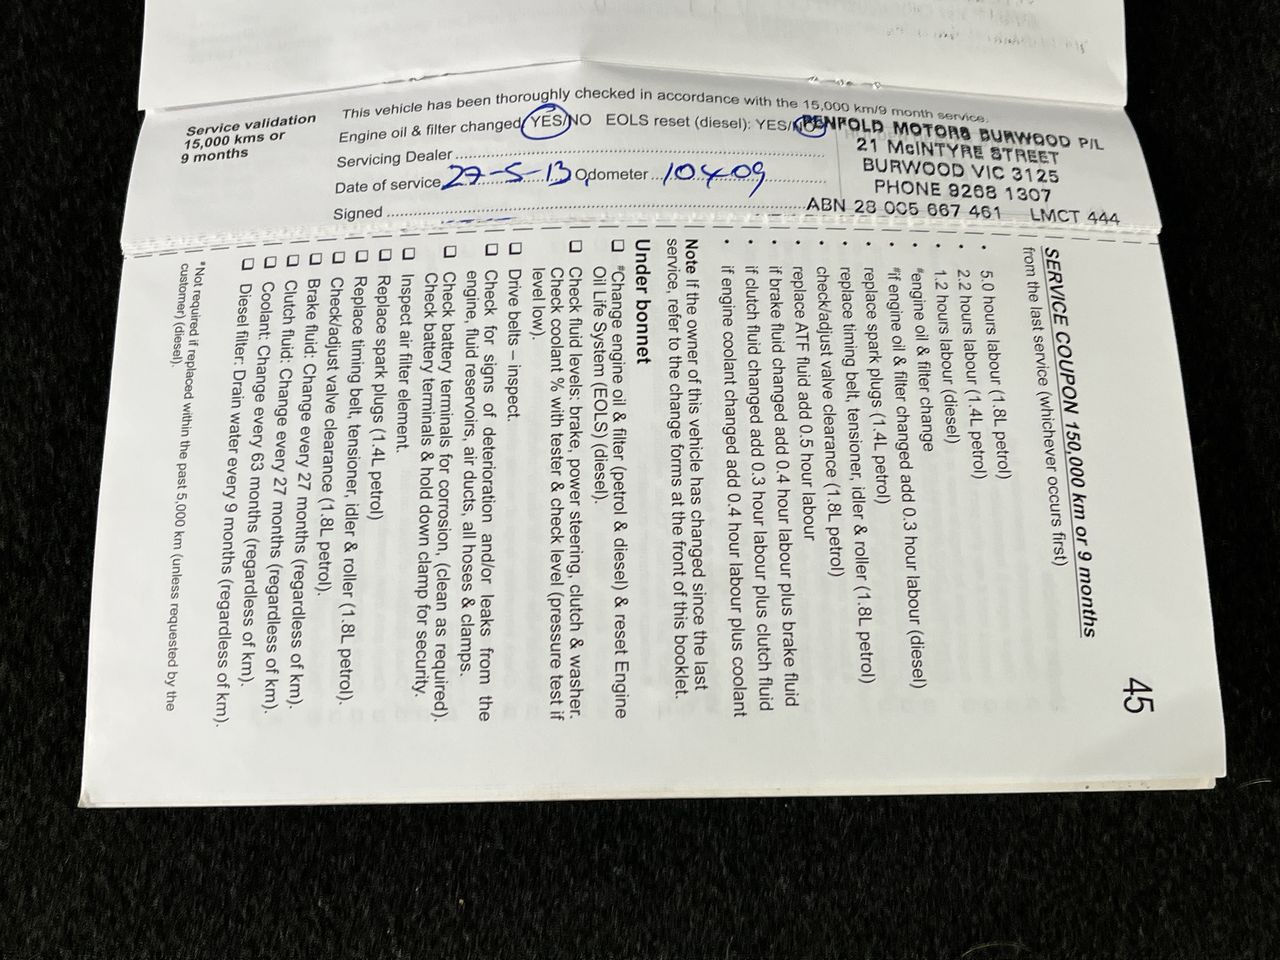 Service validation
15,000 kms or
9 months
This vehicle has been thoroughly checked in accordance with the 15,000 km/9 month service.
Engine oil & filter changed: YES/NO EOLS reset (diesel): YES/NO
Servicing Dealer
Date of service 27-5-13 Odometer 10409
Signed
PENFOLD MOTORS BURWOOD P/L
21 McINTYRE STREET
BURWOOD VIC 3125
PHONE 9268 1307
ABN 28 005 667 461 LMCT 444
45
SERVICE COUPON 150,000 km or 9 months
from the last service (whichever occurs first)
• 5.0 hours labour (1.8L petrol)
• 2.2 hours labour (1.4L petrol)
• 1.2 hours labour (diesel)
• *engine oil & filter change
• *if engine oil & filter changed add 0.3 hour labour (diesel)
• replace spark plugs (1.4L petrol)
• replace timing belt, tensioner, idler & roller (1.8L petrol)
• check/adjust valve clearance (1.8L petrol)
• replace ATF fluid add 0.5 hour labour
• if brake fluid changed add 0.4 hour labour plus brake fluid
• if clutch fluid changed add 0.3 hour labour plus clutch fluid
• if engine coolant changed add 0.4 hour labour plus coolant
Note If the owner of this vehicle has changed since the last
service, refer to the change forms at the front of this booklet.
Under bonnet
☐ *Change engine oil & filter (petrol & diesel) & reset Engine
Oil Life System (EOLS) (diesel).
☐ Check fluid levels: brake, power steering, clutch & washer.
Check coolant % with tester & check level (pressure test if
level low).
☐ Drive belts – inspect.
☐ Check for signs of deterioration and/or leaks from the
engine, fluid reservoirs, air ducts, all hoses & clamps.
☐ Check battery terminals for corrosion, (clean as required).
Check battery terminals & hold down clamp for security.
☐ Inspect air filter element.
☐ Replace spark plugs (1.4L petrol)
☐ Replace timing belt, tensioner, idler & roller (1.8L petrol).
☐ Check/adjust valve clearance (1.8L petrol).
☐ Brake fluid: Change every 27 months (regardless of km).
☐ Clutch fluid: Change every 27 months (regardless of km).
☐ Coolant: Change every 63 months (regardless of km).
☐ Diesel filter: Drain water every 9 months (regardless of km).
*Not required if replaced within the past 5,000 km (unless requested by the
customer) (diesel).